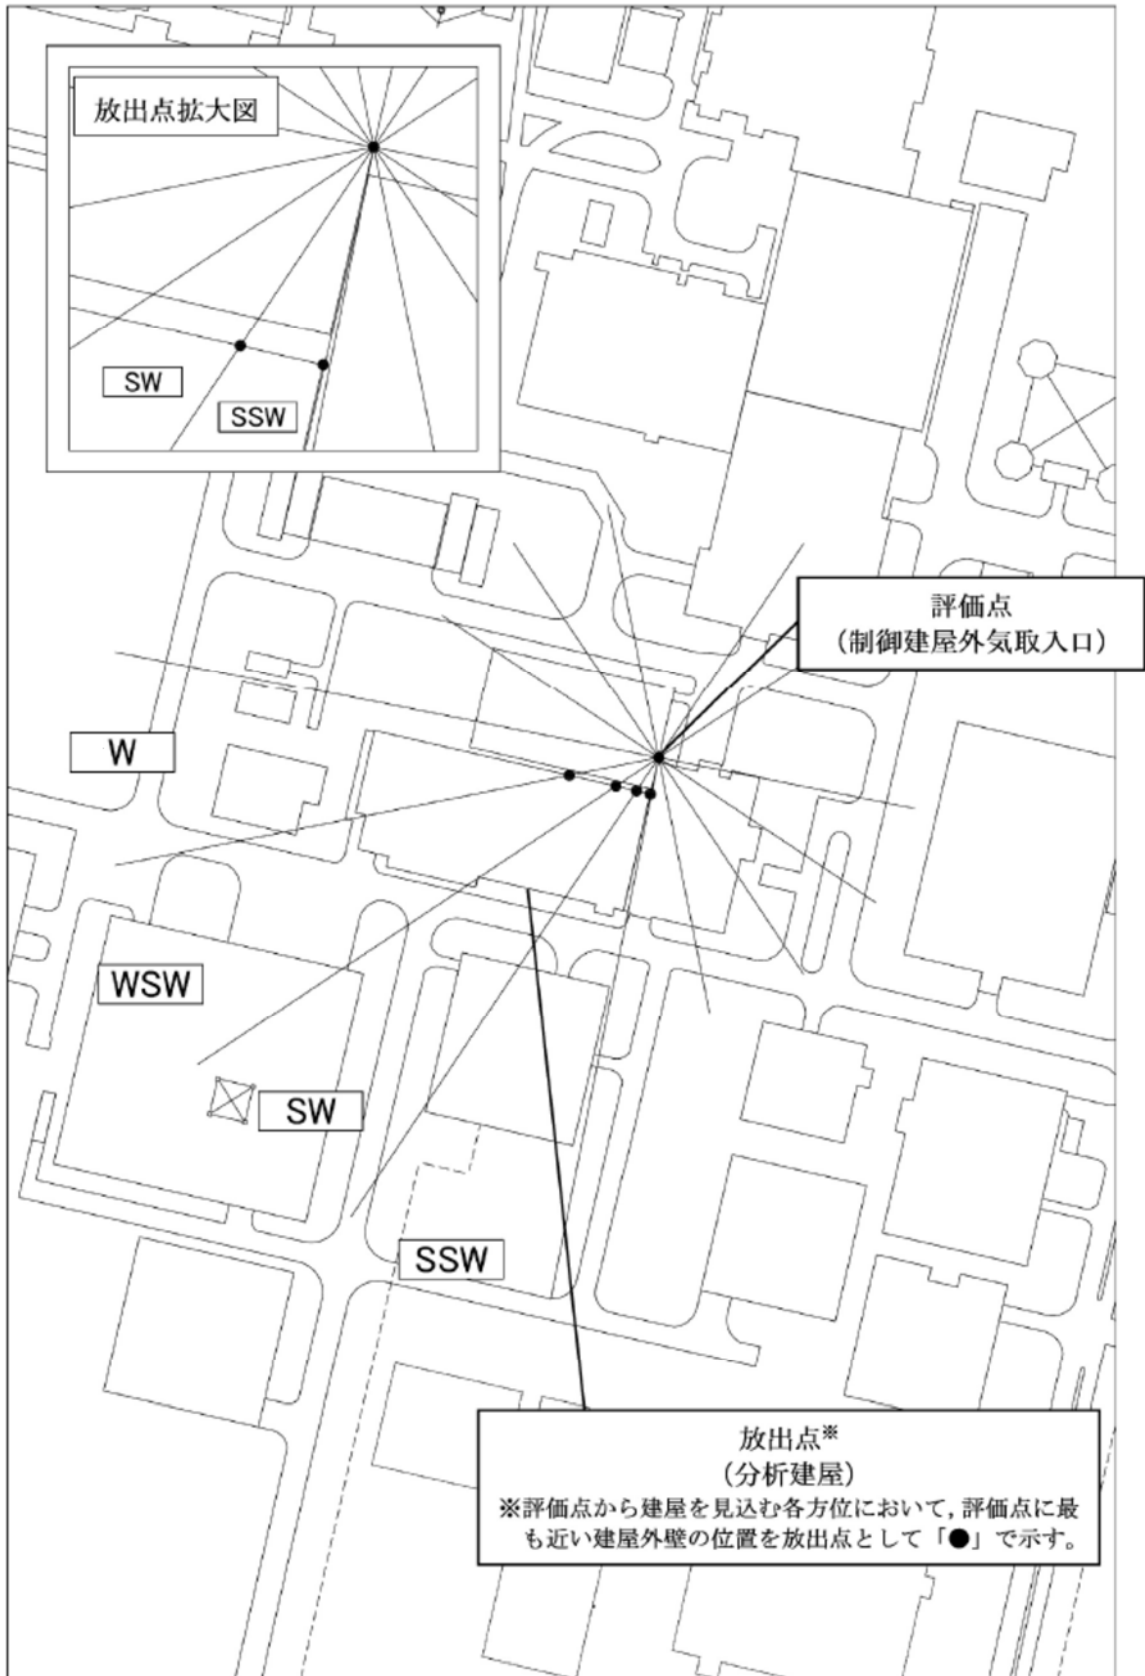 放出点拡大図
SW
SSW
評価点
（制御建屋外気取入口）
W
WSW
SW
SSW
放出点※
（分析建屋）
※評価点から建屋を見込む各方位において，評価点に最
も近い建屋外壁の位置を放出点として「●」で示す。